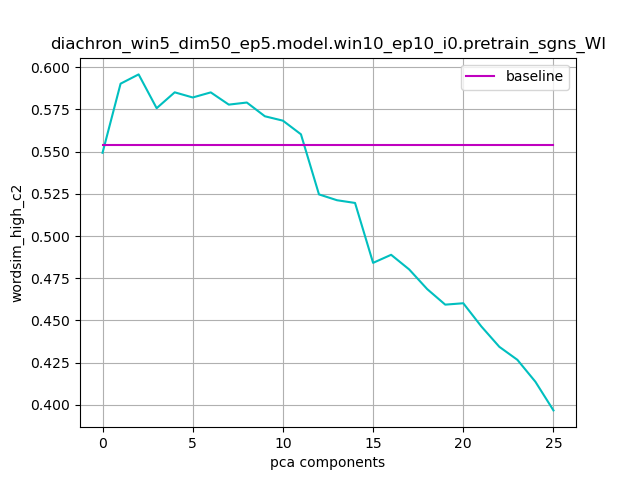 diachron_win5_dim50_ep5.model.win10_ep10_i0.pretrain_sgns_WI
baseline
0.600
0.575
0.550
0.525
0.500
0.475
0.450
0.425
0.400
wordsim_high_c2
0 5 10 15 20 25
pca components